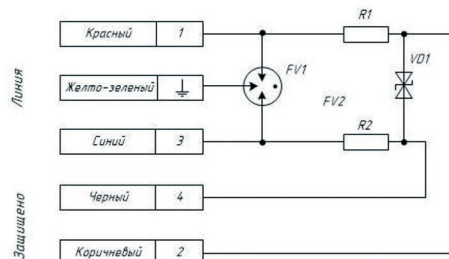 Линия
Защищено
Красный 1
Желто-зеленый
Синий 3
Черный 4
Коричневый 2
R1
FV1
VD1
FV2
R2